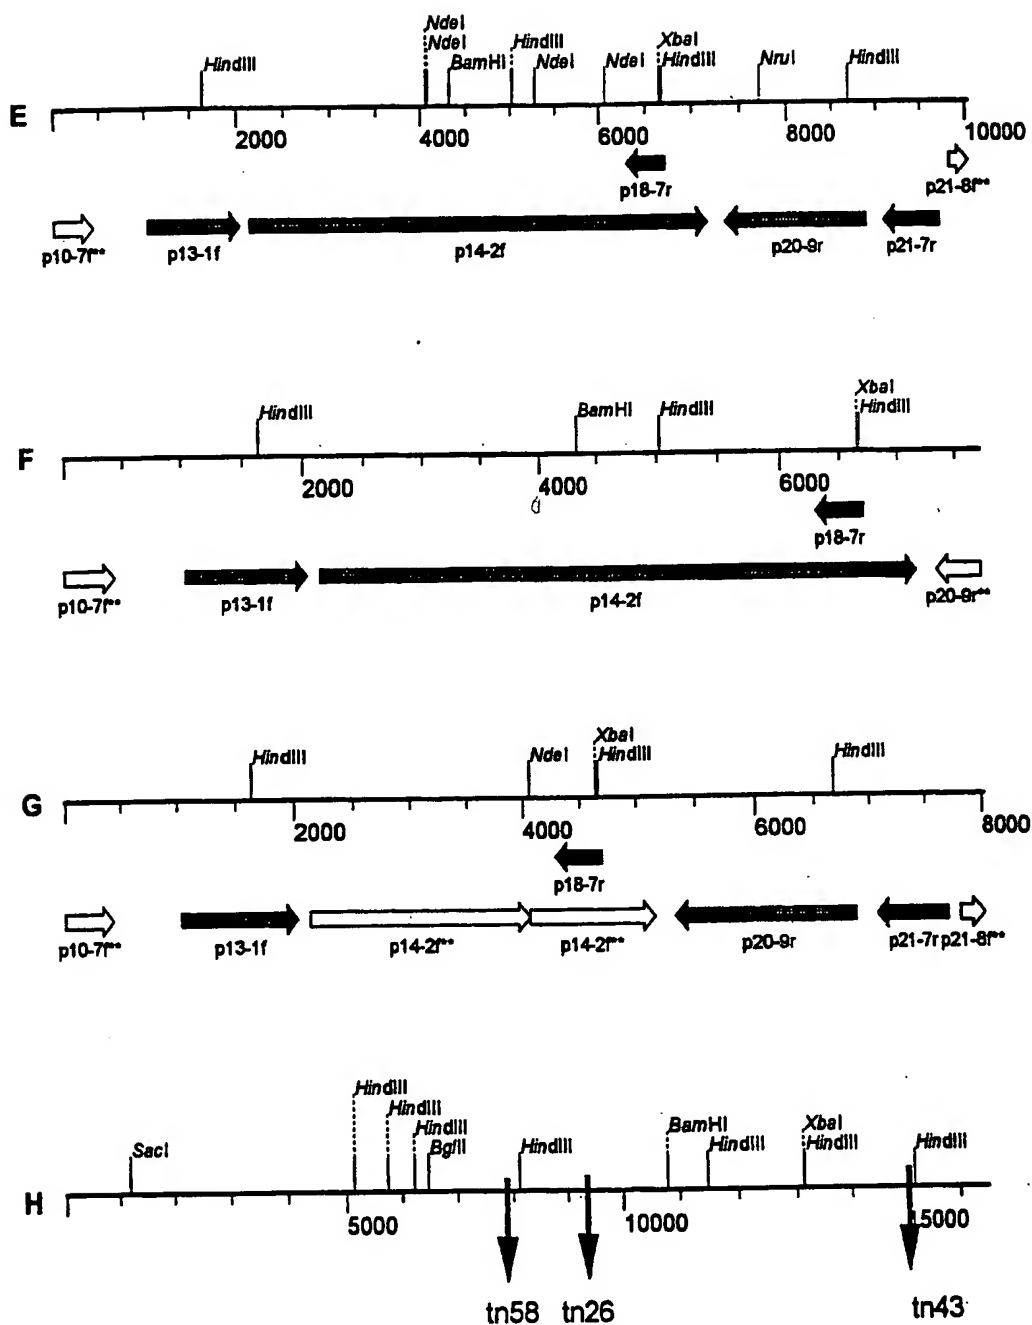 NdeI
NdeI
HindIII
XbaI
HindIII
BamHI
NdeI
NdeI
HindIII
NruI
HindIII
E
2000
4000
6000
8000
10000
p18-7r
p21-8f**
p10-7f**
p13-1f
p14-2f
p20-9r
p21-7r
XbaI
HindIII
BamHI
HindIII
HindIII
F
2000
4000
6000
p18-7r
p10-7f**
p13-1f
p14-2f
p20-9r**
XbaI
HindIII
NdeI
HindIII
HindIII
G
2000
4000
6000
8000
p18-7r
p10-7f**
p13-1f
p14-2f**
p14-2f**
p20-9r
p21-7r
p21-8f**
HindIII
HindIII
HindIII
BamHI
XbaI
SacI
BglII
HindIII
HindIII
HindIII
HindIII
H
5000
10000
15000
tn58
tn26
tn43